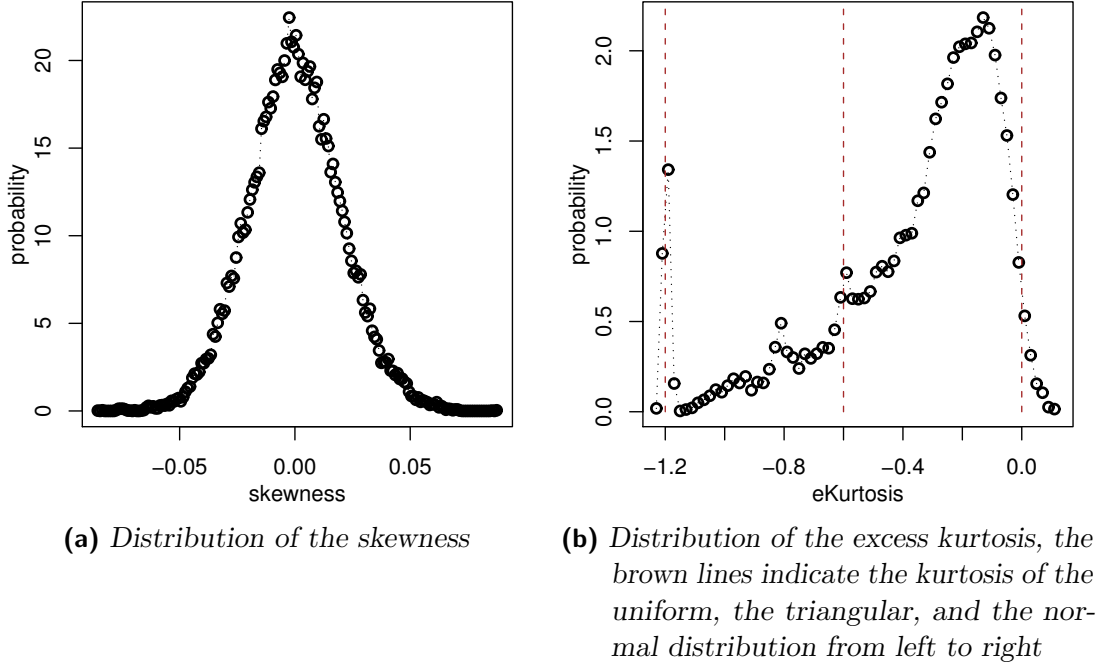 probability
20
15
10
5
0
−0.05
0.00
0.05
skewness
(a) Distribution of the skewness
probability
2.0
1.5
1.0
0.5
0.0
−1.2
−0.8
−0.4
0.0
eKurtosis
(b) Distribution of the excess kurtosis, the
brown lines indicate the kurtosis of the
uniform, the triangular, and the nor-
mal distribution from left to right